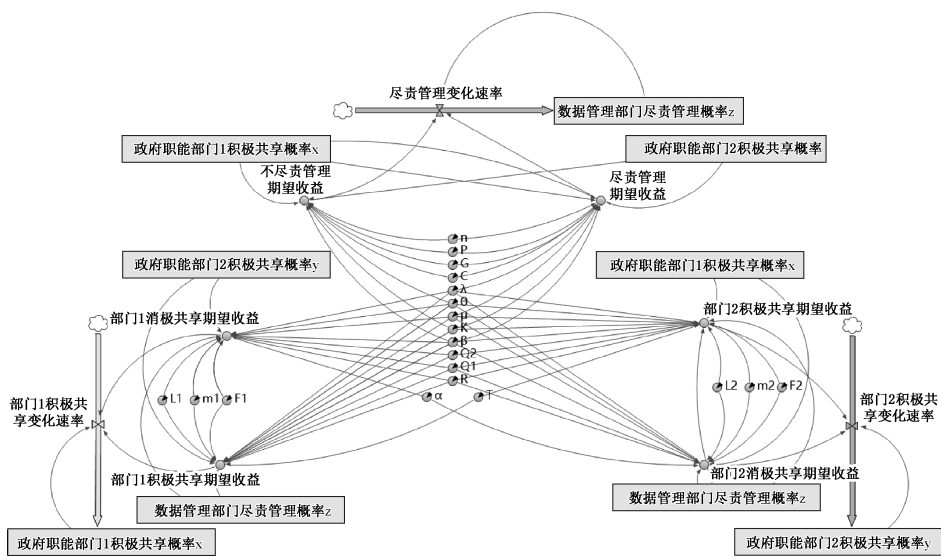 尽责管理变化速率
数据管理部门尽责管理概率z
政府职能部门1积极共享概率x
政府职能部门2积极共享概率
不尽责管理
期望收益
尽责管理
期望收益
n
P
G
C
λ
θ
μ
K
β
Q2
Q1
R
α
T
政府职能部门2积极共享概率y
政府职能部门1积极共享概率x
部门1消极共享期望收益
部门2积极共享期望收益
L1
m1
F1
L2
m2
F2
部门1积极共
享变化速率
部门2积极共
享变化速率
部门1积极共享期望收益
部门2消极共享期望收益
数据管理部门尽责管理概率z
数据管理部门尽责管理概率z
政府职能部门1积极共享概率x
政府职能部门2积极共享概率y